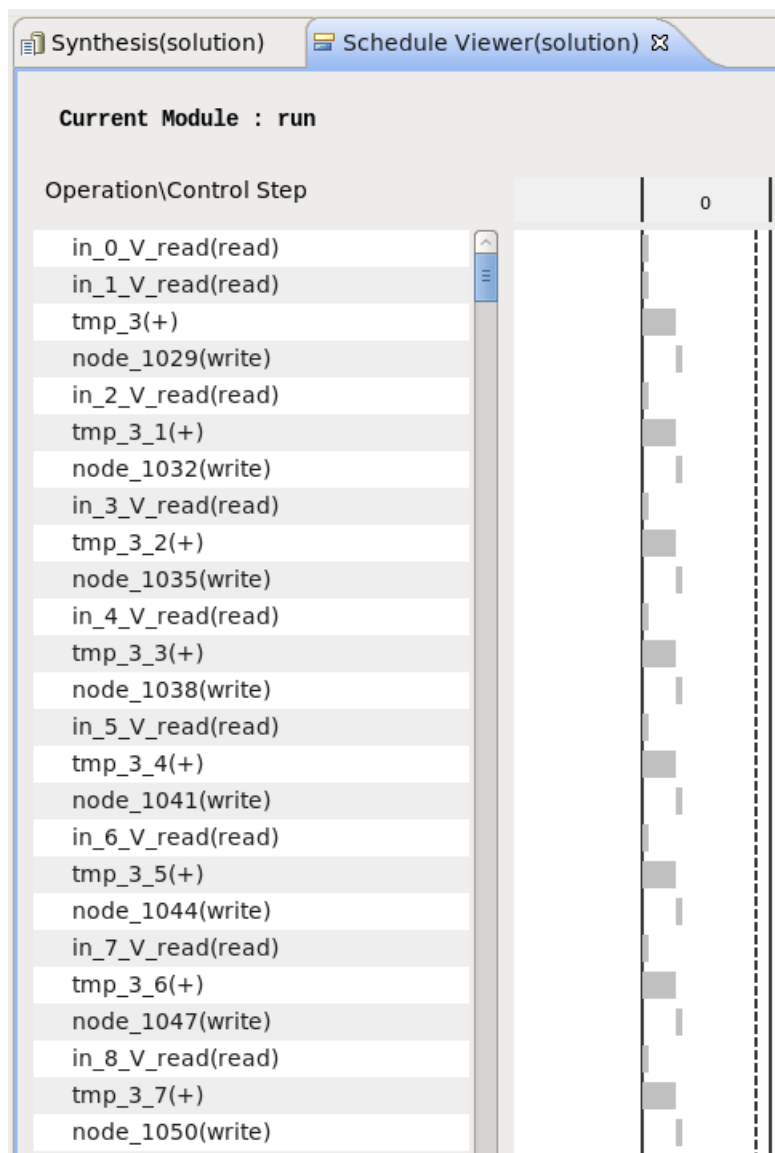 Synthesis(solution) Schedule Viewer(solution)
Current Module : run
Operation\Control Step 0
in_0_V_read(read)
in_1_V_read(read)
tmp_3(+)
node_1029(write)
in_2_V_read(read)
tmp_3_1(+)
node_1032(write)
in_3_V_read(read)
tmp_3_2(+)
node_1035(write)
in_4_V_read(read)
tmp_3_3(+)
node_1038(write)
in_5_V_read(read)
tmp_3_4(+)
node_1041(write)
in_6_V_read(read)
tmp_3_5(+)
node_1044(write)
in_7_V_read(read)
tmp_3_6(+)
node_1047(write)
in_8_V_read(read)
tmp_3_7(+)
node_1050(write)